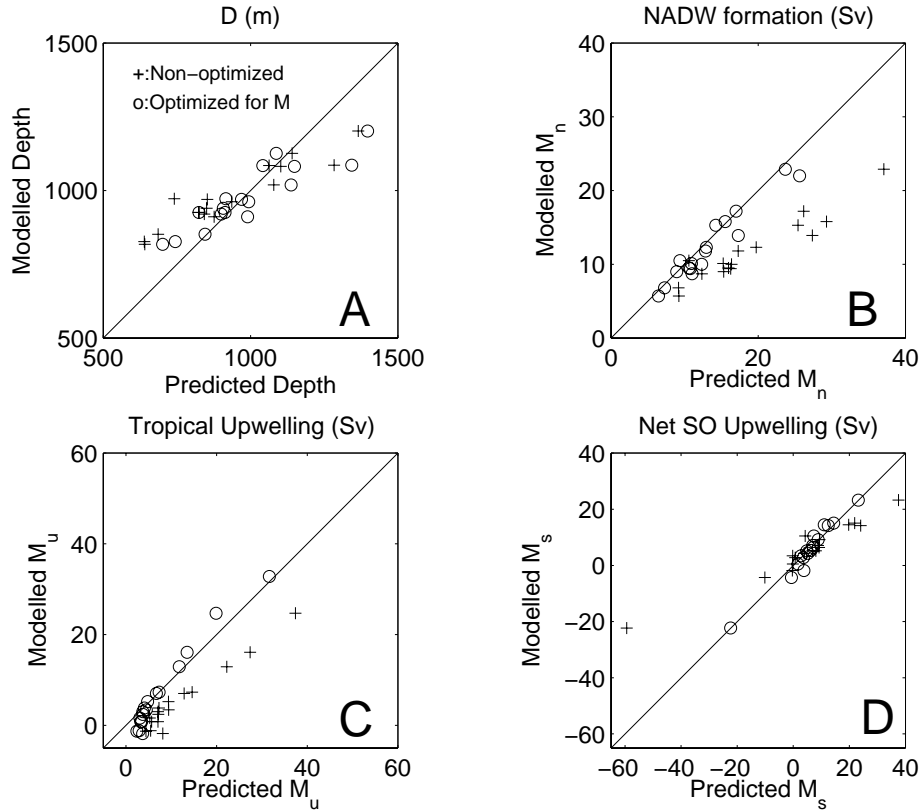 D (m)
1500
1000
500
Modelled Depth
+:Non-optimized
o:Optimized for M
A
500 1000 1500
Predicted Depth
NADW formation (Sv)
40
30
20
10
0
Modelled M_n
B
0 20 40
Predicted M_n
Tropical Upwelling (Sv)
60
40
20
0
Modelled M_u
C
0 20 40 60
Predicted M_u
Net SO Upwelling (Sv)
40
20
0
−20
−40
−60
Modelled M_s
D
−60 −40 −20 0 20 40
Predicted M_s